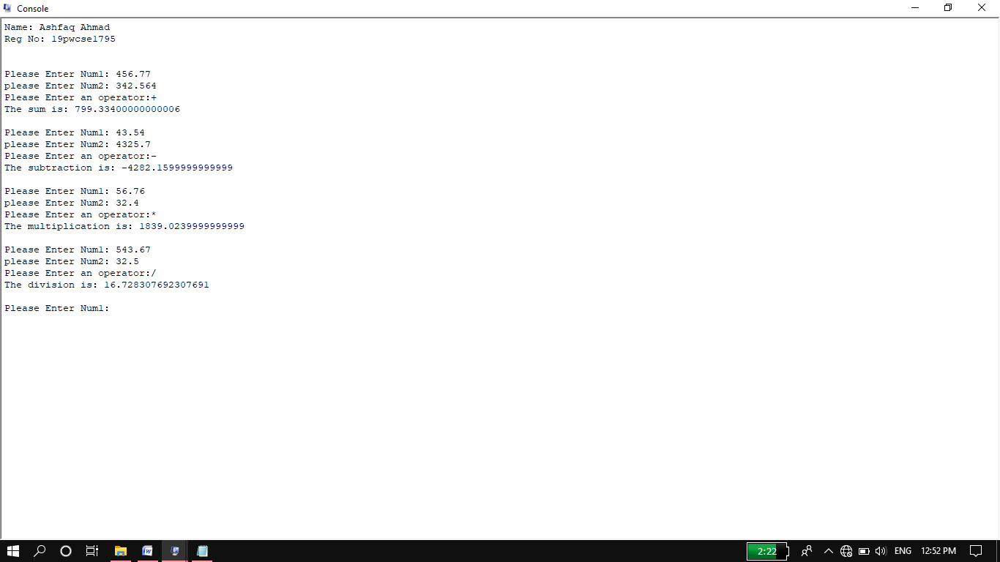 Console
Name: Ashfaq Ahmad
Reg No: 19pwcse1795
Please Enter Num1: 456.77
please Enter Num2: 342.564
Please Enter an operator:+
The sum is: 799.33400000000006
Please Enter Num1: 43.54
please Enter Num2: 4325.7
Please Enter an operator:-
The subtraction is: -4282.1599999999999
Please Enter Num1: 56.76
please Enter Num2: 32.4
Please Enter an operator:*
The multiplication is: 1839.0239999999999
Please Enter Num1: 543.67
please Enter Num2: 32.5
Please Enter an operator:/
The division is: 16.728307692307691
Please Enter Num1:
2:22 ENG 12:52 PM